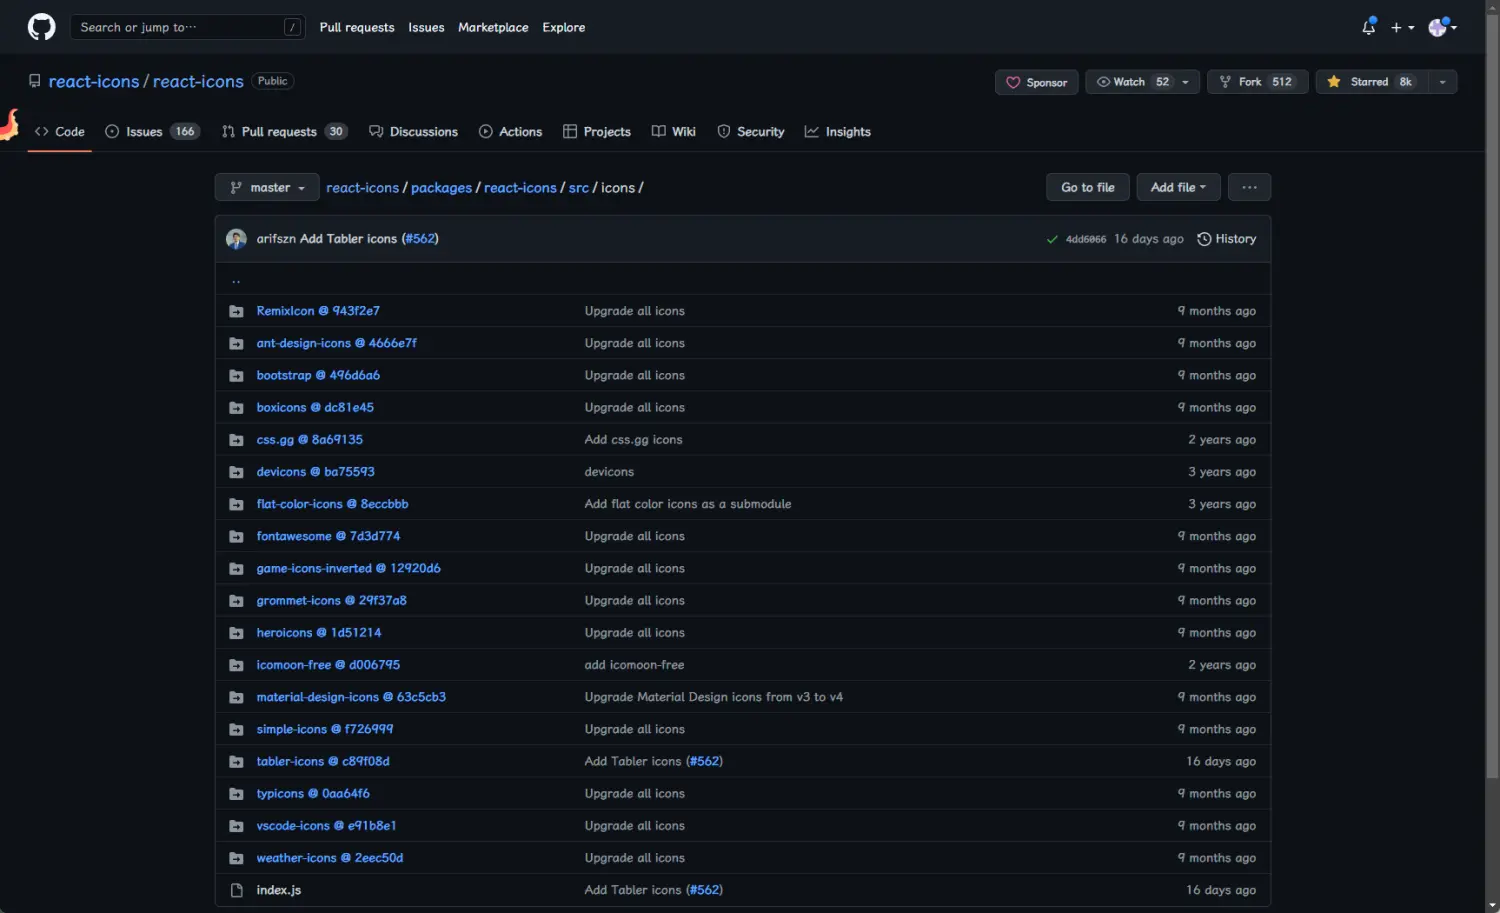 Search or jump to⋯ / Pull requests Issues Marketplace Explore
react-icons / react-icons Public Sponsor Watch 52 Fork 512 Starred 8k
Code Issues 166 Pull requests 30 Discussions Actions Projects Wiki Security Insights
master react-icons / packages / react-icons / src / icons / Go to file Add file ⋯
arifszn Add Tabler icons (#562) 4dd6066 16 days ago History
..
RemixIcon @ 943f2e7 Upgrade all icons 9 months ago
ant-design-icons @ 4666e7f Upgrade all icons 9 months ago
bootstrap @ 496d6a6 Upgrade all icons 9 months ago
boxicons @ dc81e45 Upgrade all icons 9 months ago
css.gg @ 8a69135 Add css.gg icons 2 years ago
devicons @ ba75593 devicons 3 years ago
flat-color-icons @ 8eccbbb Add flat color icons as a submodule 3 years ago
fontawesome @ 7d3d774 Upgrade all icons 9 months ago
game-icons-inverted @ 12920d6 Upgrade all icons 9 months ago
grommet-icons @ 29f37a8 Upgrade all icons 9 months ago
heroicons @ 1d51214 Upgrade all icons 9 months ago
icomoon-free @ d006795 add icomoon-free 2 years ago
material-design-icons @ 63c5cb3 Upgrade Material Design icons from v3 to v4 9 months ago
simple-icons @ f726999 Upgrade all icons 9 months ago
tabler-icons @ c89f08d Add Tabler icons (#562) 16 days ago
typicons @ 0aa64f6 Upgrade all icons 9 months ago
vscode-icons @ e91b8e1 Upgrade all icons 9 months ago
weather-icons @ 2eec50d Upgrade all icons 9 months ago
index.js Add Tabler icons (#562) 16 days ago